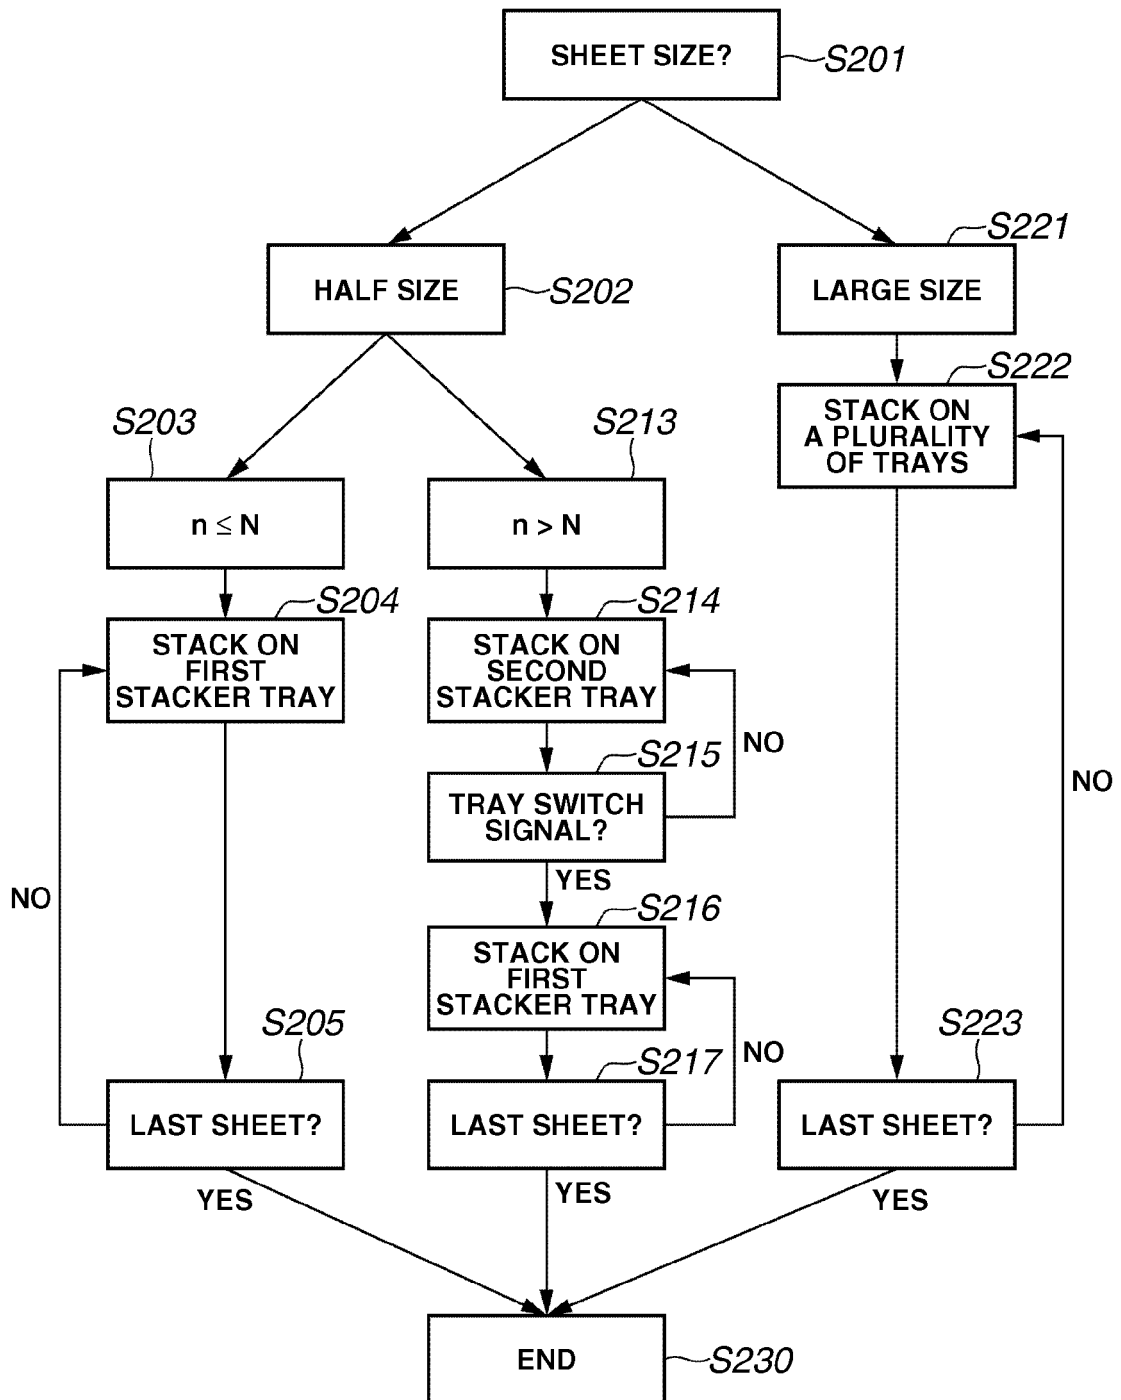 SHEET SIZE?
S201
HALF SIZE
S202
S221
LARGE SIZE
S222
STACK ON
A PLURALITY
OF TRAYS
S203
n ≤ N
S213
n > N
S204
STACK ON
FIRST
STACKER TRAY
S214
STACK ON
SECOND
STACKER TRAY
NO
S215
TRAY SWITCH
SIGNAL?
YES
NO
NO
S216
STACK ON
FIRST
STACKER TRAY
NO
S205
LAST SHEET?
YES
S217
LAST SHEET?
YES
S223
LAST SHEET?
YES
END
S230